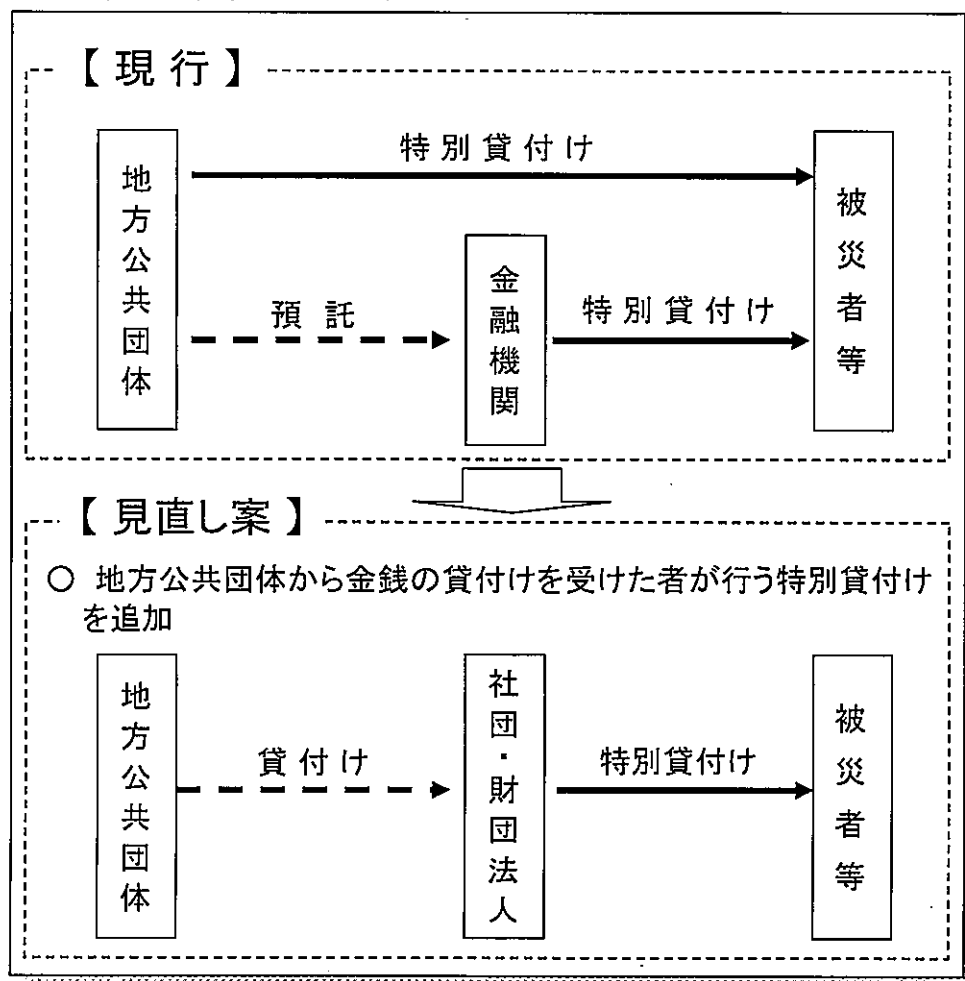 【 現 行 】
特別貸付け
地方公共団体
被災者等
金融機関
預 託
特別貸付け
【 見直し案 】
○ 地方公共団体から金銭の貸付けを受けた者が行う特別貸付け
を追加
地方公共団体
貸付け
社団・財団法人
特別貸付け
被災者等